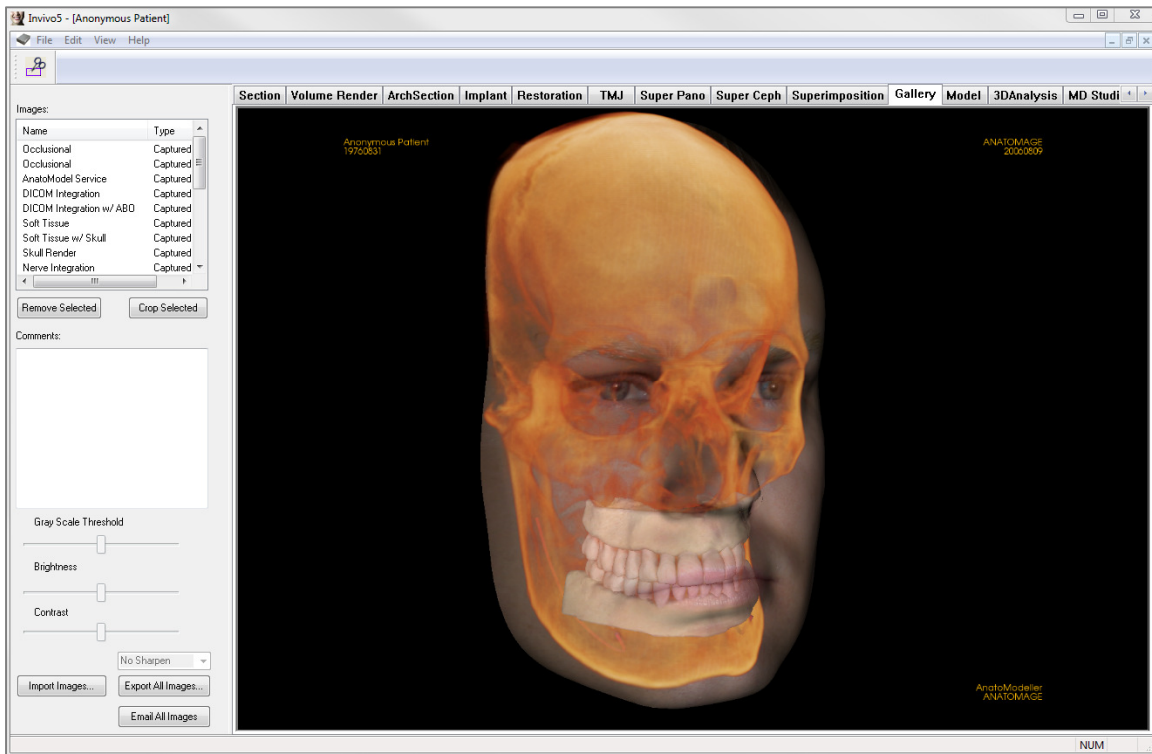 Invivo5 - [Anonymous Patient]
File Edit View Help
Section Volume Render ArchSection Implant Restoration TMJ Super Pano Super Ceph Superimposition Gallery Model 3DAnalysis MD Studi
Images:
Name Type
Occlusional Captured
Occlusional Captured
AnatoModel Service Captured
DICOM Integration Captured
DICOM Integration w/ ABO Captured
Soft Tissue Captured
Soft Tissue w/ Skull Captured
Skull Render Captured
Nerve Integration Captured
Remove Selected Crop Selected
Comments:
Gray Scale Threshold
Brightness
Contrast
No Sharpen
Import Images... Export All Images...
Email All Images
Anonymous Patient
19760831
ANATOMAGE
20060809
AnatoModeller
ANATOMAGE
NUM